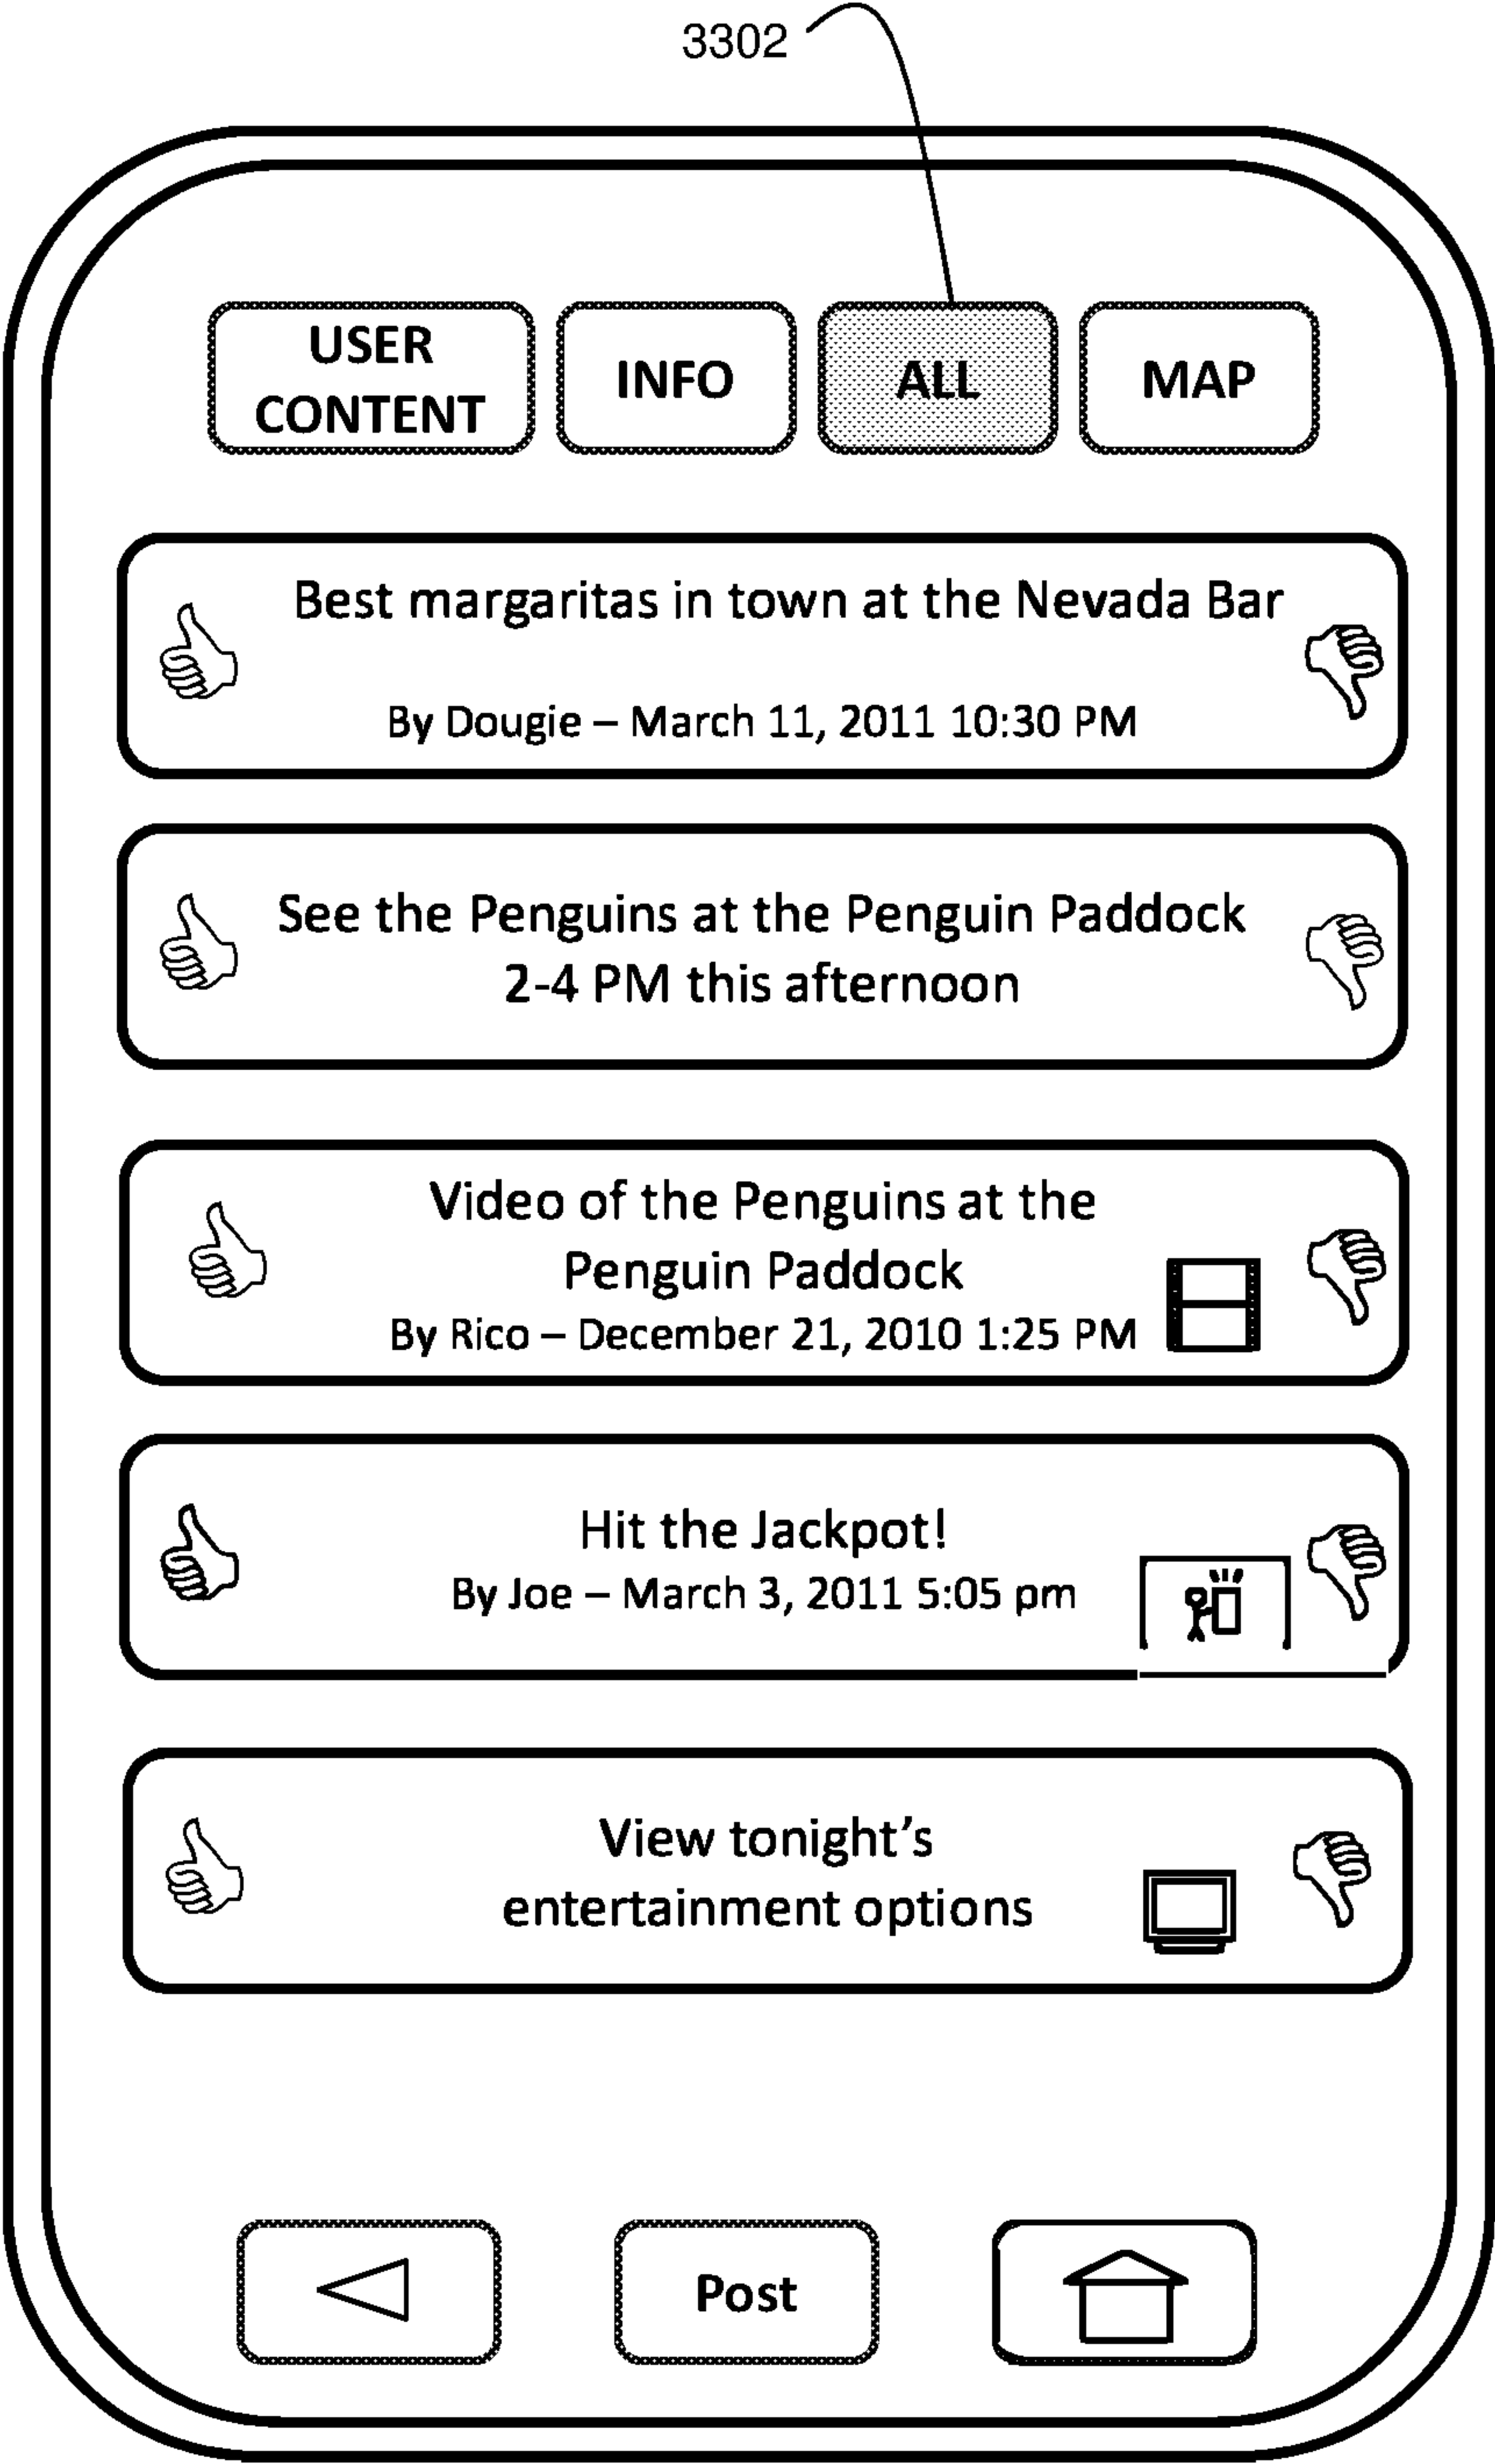 3302
USER
CONTENT
INFO
ALL
MAP
Best margaritas in town at the Nevada Bar
By Dougie – March 11, 2011 10:30 PM
See the Penguins at the Penguin Paddock
2-4 PM this afternoon
Video of the Penguins at the
Penguin Paddock
By Rico – December 21, 2010 1:25 PM
Hit the Jackpot!
By Joe – March 3, 2011 5:05 pm
View tonight’s
entertainment options
Post